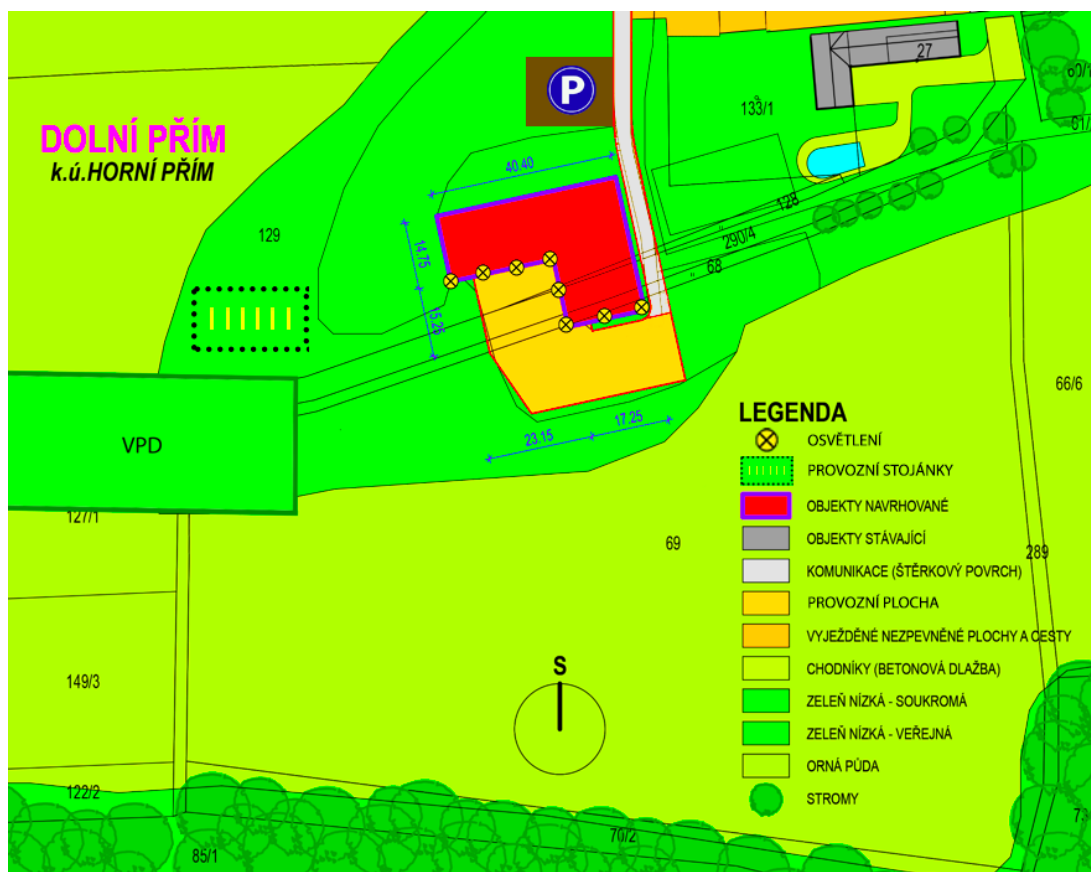 P
27
60/1
133/1
61/
DOLNÍ PŘÍM
k.ú.HORNÍ PŘÍM
40.40
128
129
290/4
14.75
68
15.25
66/6
VPD
17.25
23.15
LEGENDA
OSVĚTLENÍ
PROVOZNÍ STOJÁNKY
OBJEKTY NAVRHOVANÉ
127/1
OBJEKTY STÁVAJÍCÍ
69
289
KOMUNIKACE (ŠTĚRKOVÝ POVRCH)
PROVOZNÍ PLOCHA
VYJEŽDĚNÉ NEZPEVNĚNÉ PLOCHY A CESTY
S
CHODNÍKY (BETONOVÁ DLAŽBA)
149/3
ZELEŇ NÍZKÁ - SOUKROMÁ
ZELEŇ NÍZKÁ - VEŘEJNÁ
ORNÁ PŮDA
122/2
STROMY
70/2
85/1